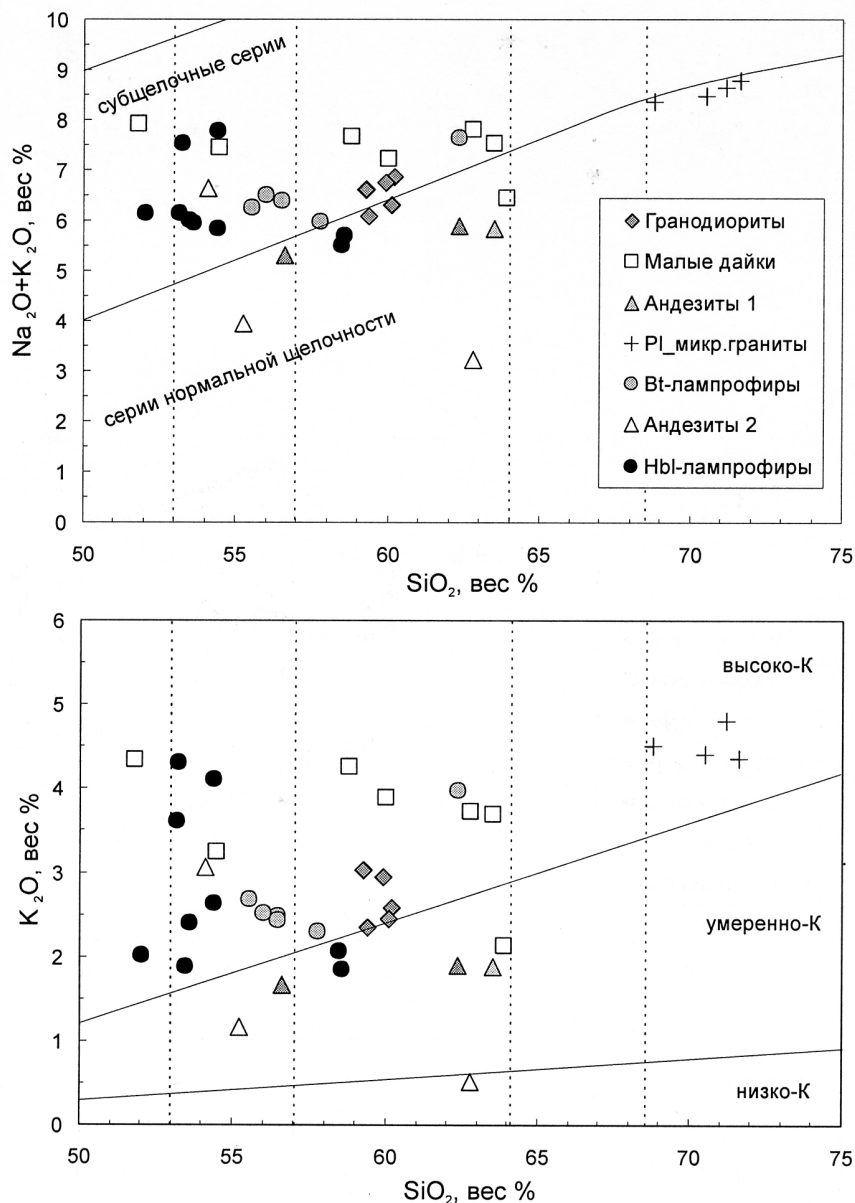 10
9
8
7
6
5
4
3
2
1
0
Na₂O+K₂O, вес %
субщелочные серии
серии нормальной щелочности
Гранодиориты
Малые дайки
Андезиты 1
Pl_микр.граниты
Bt-лампрофиры
Андезиты 2
Hbl-лампрофиры
50 55 60 65 70 75
SiO₂, вес %
6
5
4
3
2
1
0
K₂O, вес %
высоко-К
умеренно-К
низко-К
50 55 60 65 70 75
SiO₂, вес %